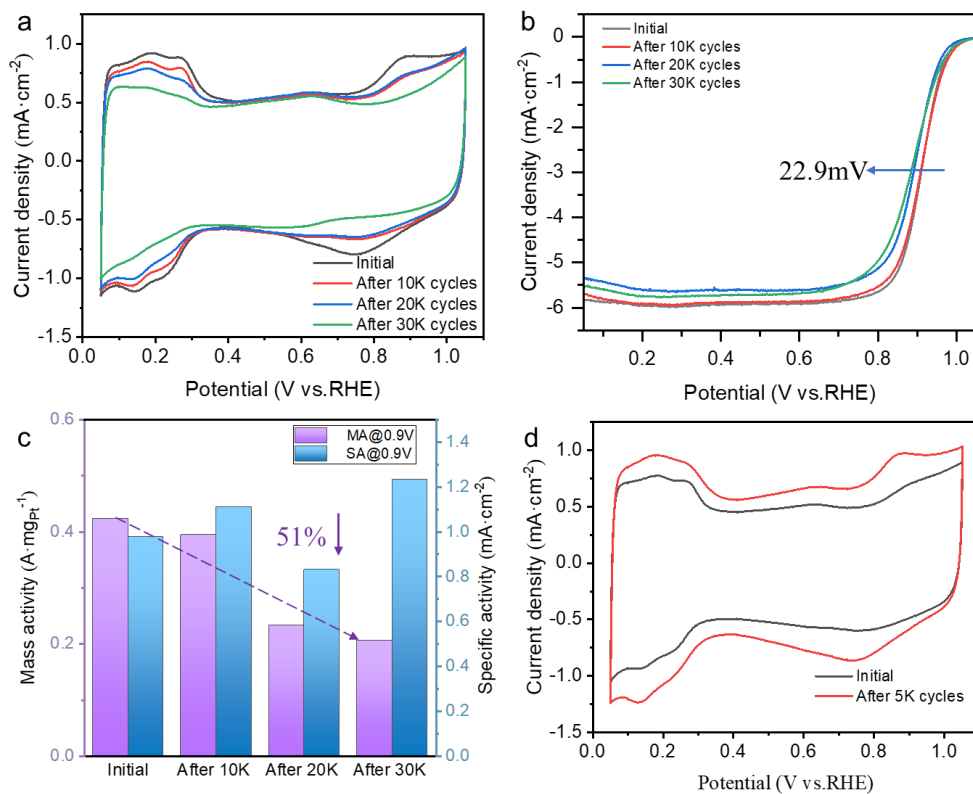 a
Current density (mA·cm⁻²)
1.0
0.5
0.0
-0.5
-1.0
-1.5
0.0 0.2 0.4 0.6 0.8 1.0
Potential (V vs.RHE)
Initial
After 10K cycles
After 20K cycles
After 30K cycles
b
Current density (mA·cm⁻²)
0
-1
-2
-3
-4
-5
-6
0.2 0.4 0.6 0.8 1.0
Potential (V vs.RHE)
Initial
After 10K cycles
After 20K cycles
After 30K cycles
22.9mV
c
Mass activity (A·mgPt⁻¹)
0.6
0.4
0.2
0.0
Initial After 10K After 20K After 30K
MA@0.9V
SA@0.9V
51%
Specific activity (mA·cm⁻²)
1.4
1.2
1.0
0.8
0.6
0.4
0.2
0.0
d
Current density (mA·cm⁻²)
1.0
0.5
0.0
-0.5
-1.0
-1.5
0.0 0.2 0.4 0.6 0.8 1.0
Potential (V vs.RHE)
Initial
After 5K cycles